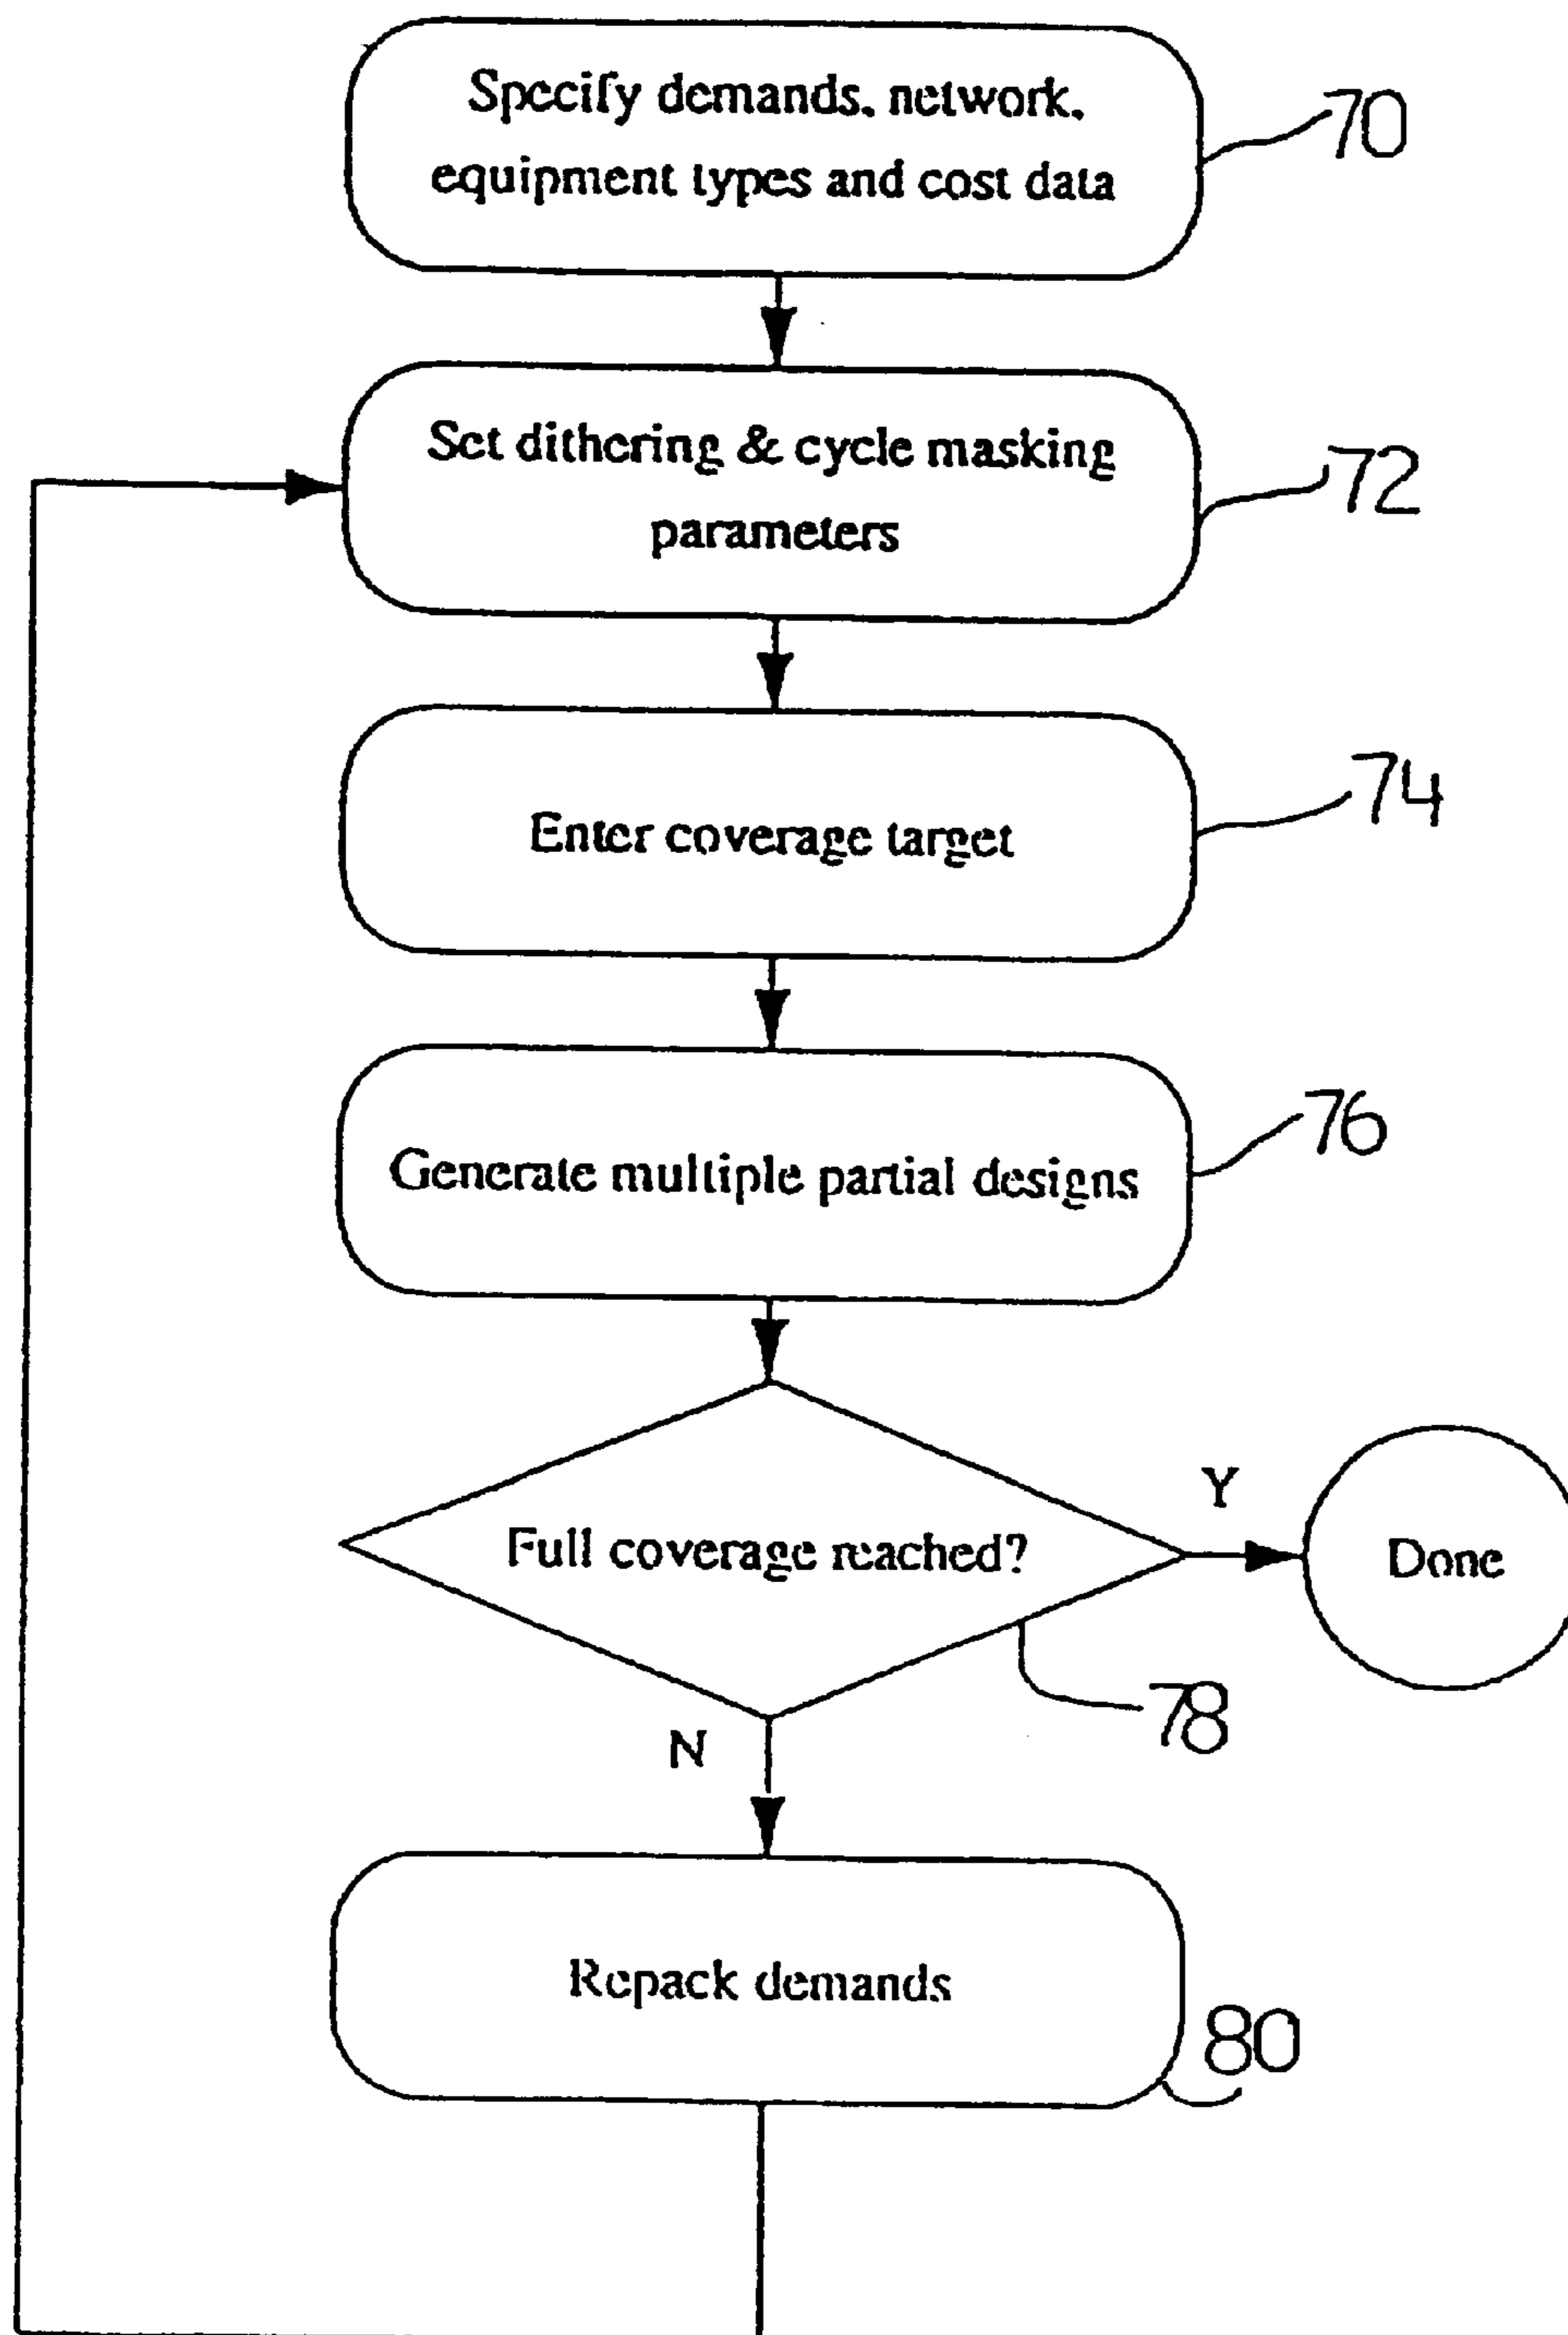 Specify demands, network,
equipment types and cost data
70
Set dithering & cycle masking
parameters
72
Enter coverage target
74
Generate multiple partial designs
76
Full coverage reached?
Y
Done
78
N
Repack demands
80